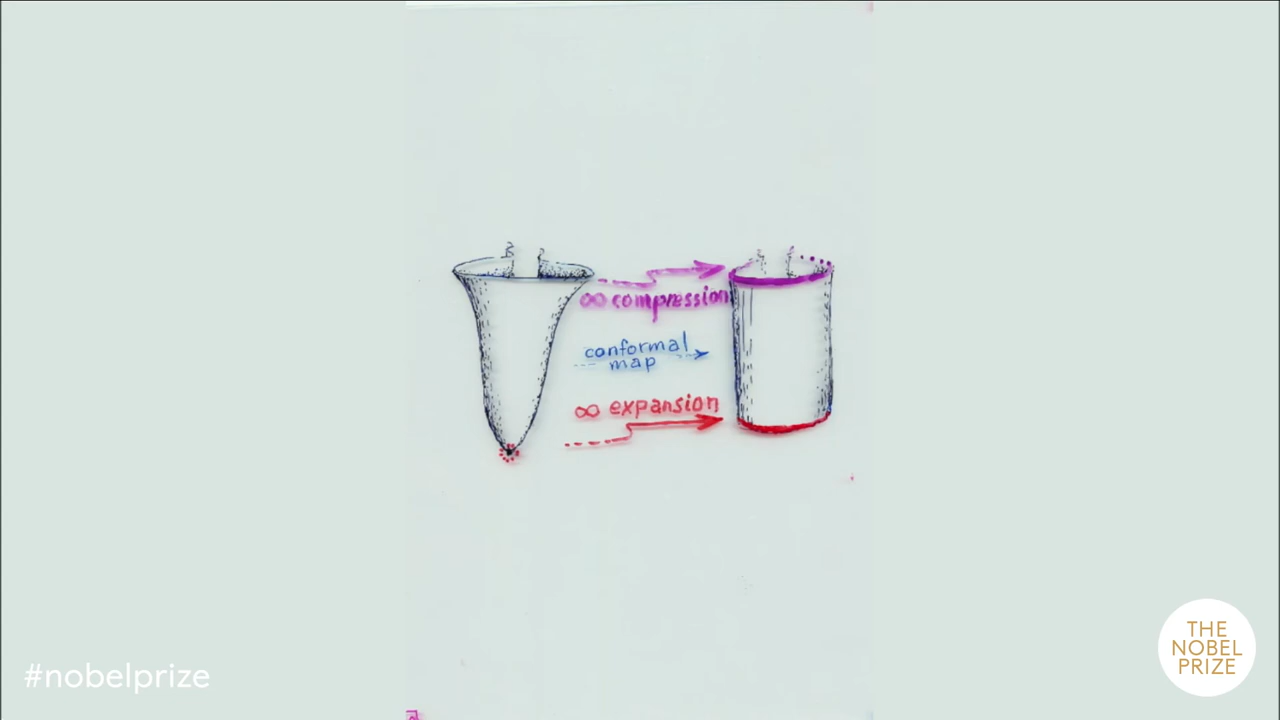 ∞ compression
conformal
map
∞ expansion
#nobelprize
THE
NOBEL
PRIZE